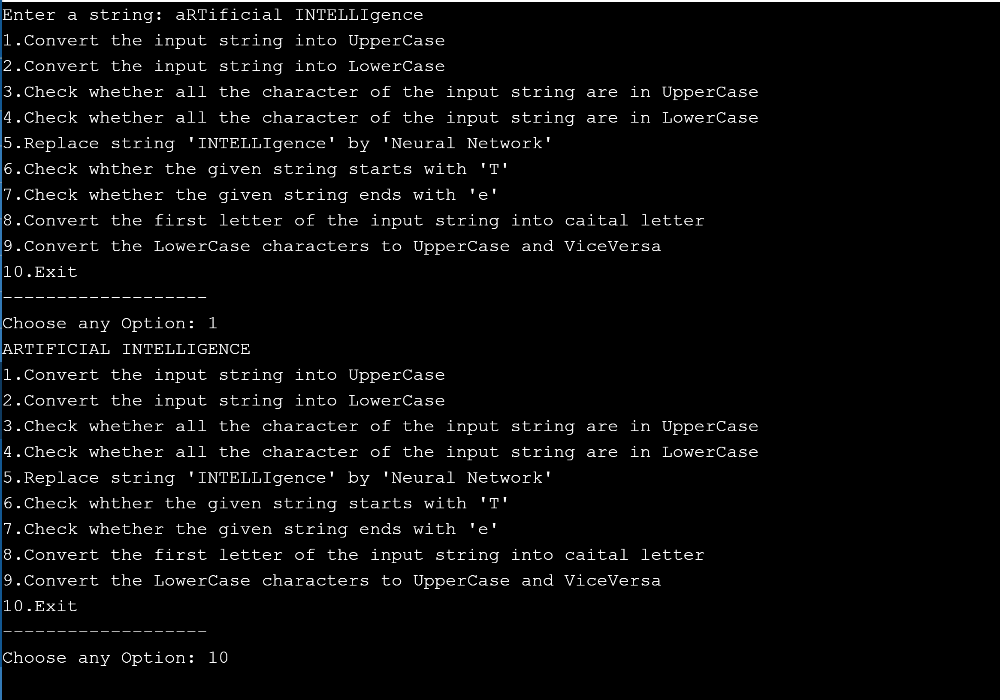 Enter a string: aRTificial INTELLIgence
1.Convert the input string into UpperCase
2.Convert the input string into LowerCase
3.Check whether all the character of the input string are in UpperCase
4.Check whether all the character of the input string are in LowerCase
5.Replace string 'INTELLIgence' by 'Neural Network'
6.Check whther the given string starts with 'T'
7.Check whether the given string ends with 'e'
8.Convert the first letter of the input string into caital letter
9.Convert the LowerCase characters to UpperCase and ViceVersa
10.Exit
-------------------
Choose any Option: 1
ARTIFICIAL INTELLIGENCE
1.Convert the input string into UpperCase
2.Convert the input string into LowerCase
3.Check whether all the character of the input string are in UpperCase
4.Check whether all the character of the input string are in LowerCase
5.Replace string 'INTELLIgence' by 'Neural Network'
6.Check whther the given string starts with 'T'
7.Check whether the given string ends with 'e'
8.Convert the first letter of the input string into caital letter
9.Convert the LowerCase characters to UpperCase and ViceVersa
10.Exit
-------------------
Choose any Option: 10